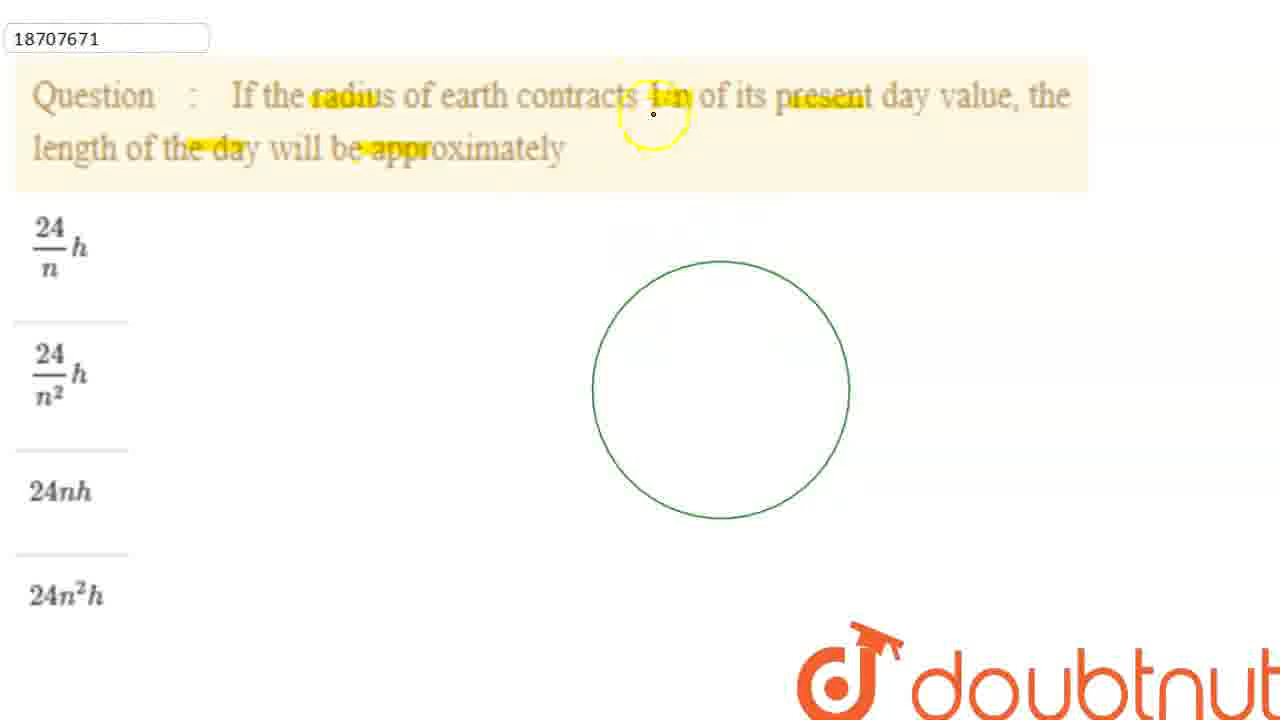 18707671
Question : If the radius of earth contracts 1/n of its present day value, the
length of the day will be approximately
24
n h
24
n² h
24nh
24n²h
doubtnut